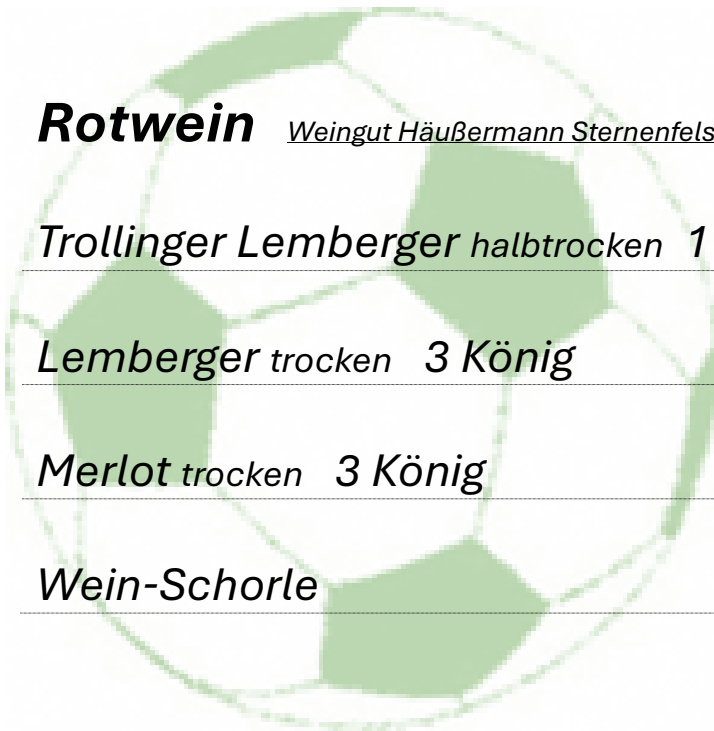 Rotwein Weingut Häußermann Sternenfels
Trollinger Lemberger halbtrocken 1
Lemberger trocken 3 König
Merlot trocken 3 König
Wein-Schorle